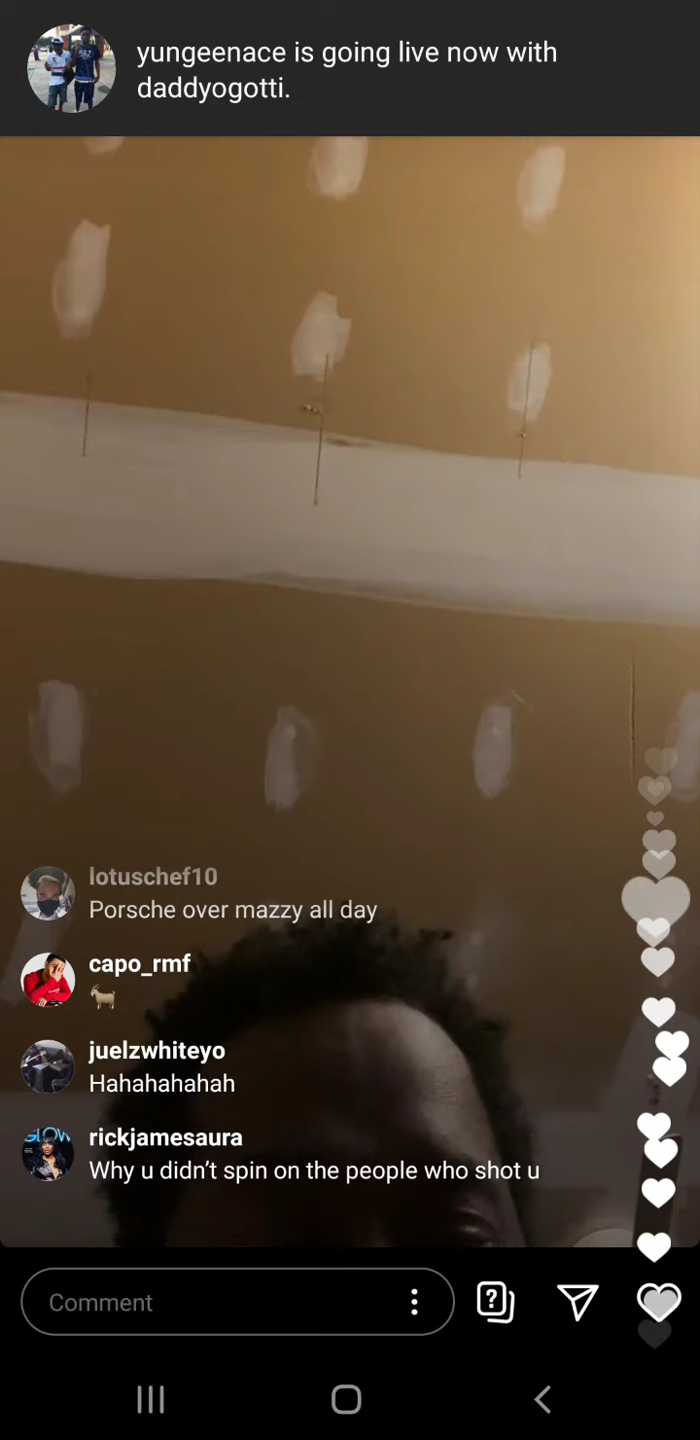 yungeenace is going live now with
daddyogotti.
lotuschef10
Porsche over mazzy all day
capo_rmf
🐐
juelzwhiteyo
Hahahahahah
GLOW
rickjamesaura
Why u didn't spin on the people who shot u
Comment